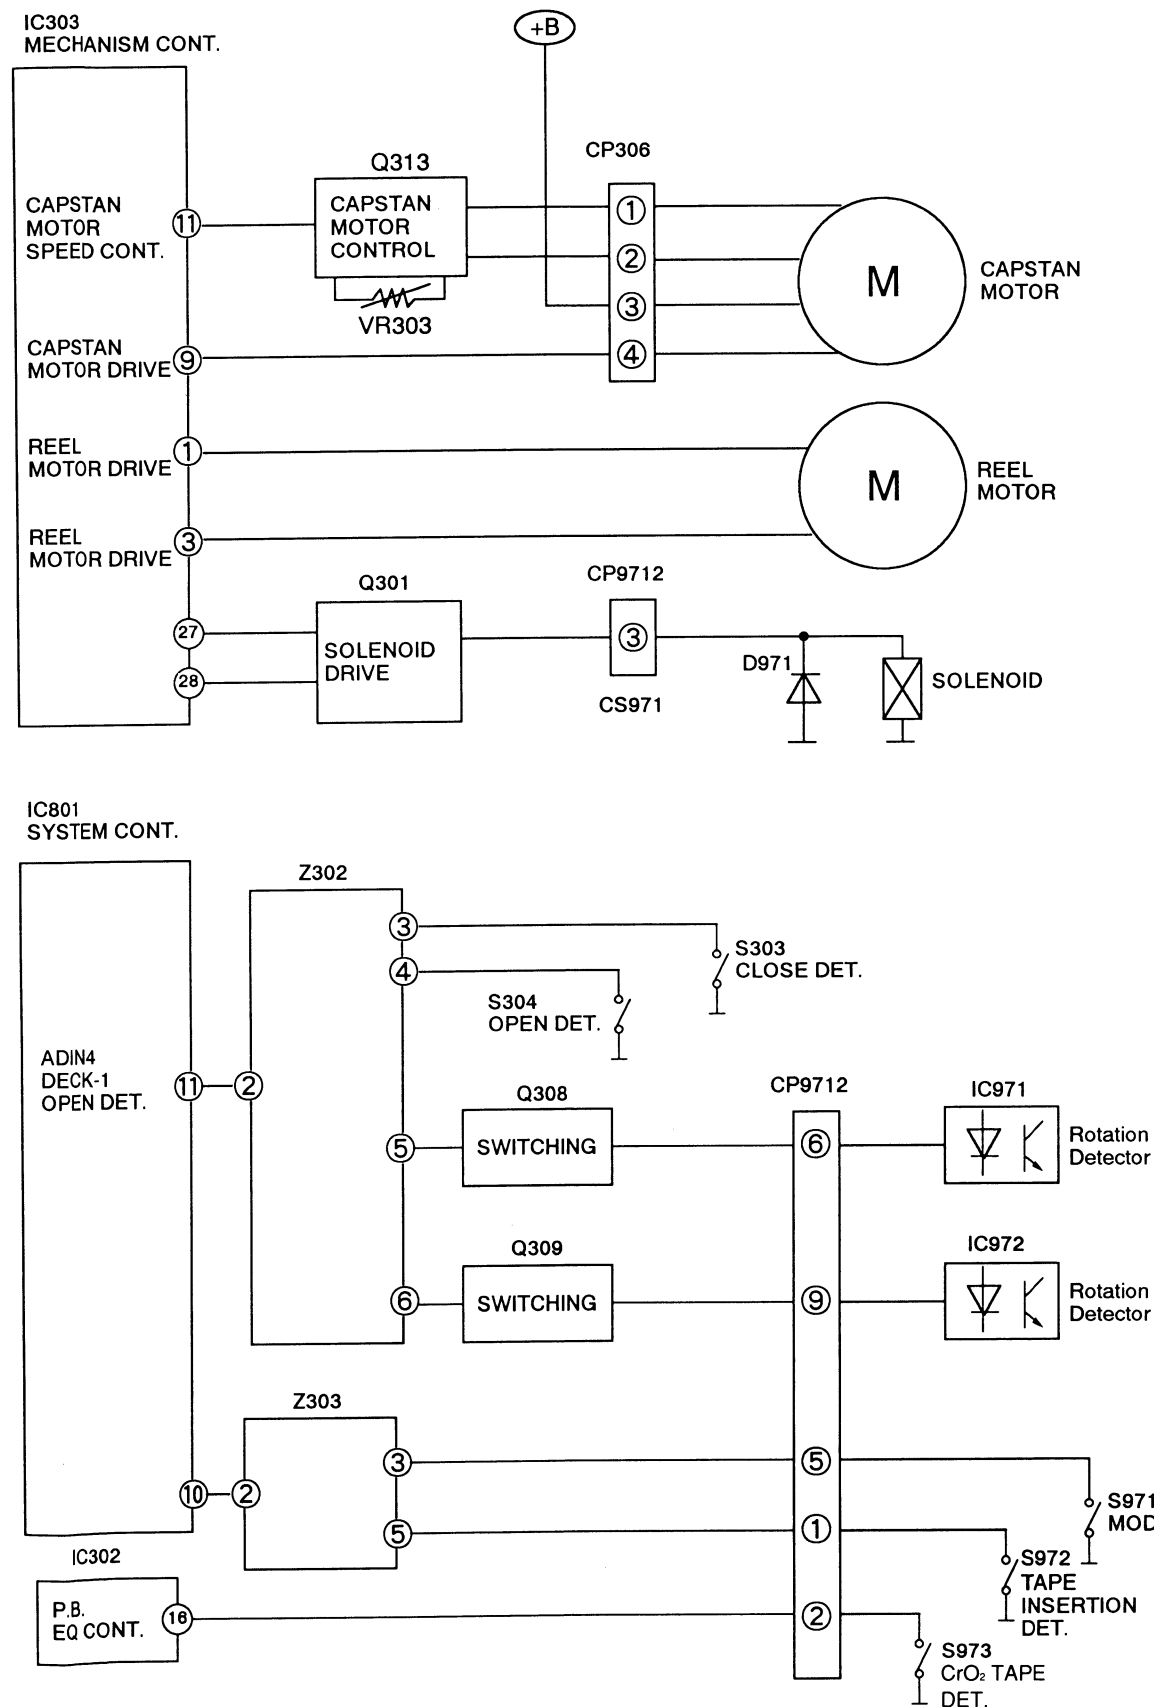 IC303
MECHANISM CONT.
+B
CP306
Q313
CAPSTAN
MOTOR
SPEED CONT.
11
CAPSTAN
MOTOR
CONTROL
1
2
3
4
M
CAPSTAN
MOTOR
VR303
CAPSTAN
MOTOR DRIVE
9
REEL
MOTOR DRIVE
1
M
REEL
MOTOR
REEL
MOTOR DRIVE
3
Q301
CP9712
27
28
SOLENOID
DRIVE
3
CS971
D971
SOLENOID
IC801
SYSTEM CONT.
Z302
3
4
S303
CLOSE DET.
S304
OPEN DET.
ADIN4
DECK-1
OPEN DET.
11
2
Q308
CP9712
IC971
5
SWITCHING
6
Rotation
Detector
Q309
IC972
6
SWITCHING
9
Rotation
Detector
Z303
3
5
10
2
5
1
S971
MOD
S972
TAPE
INSERTION
DET.
IC302
P.B.
EQ CONT.
16
2
S973
CrO₂ TAPE
DET.